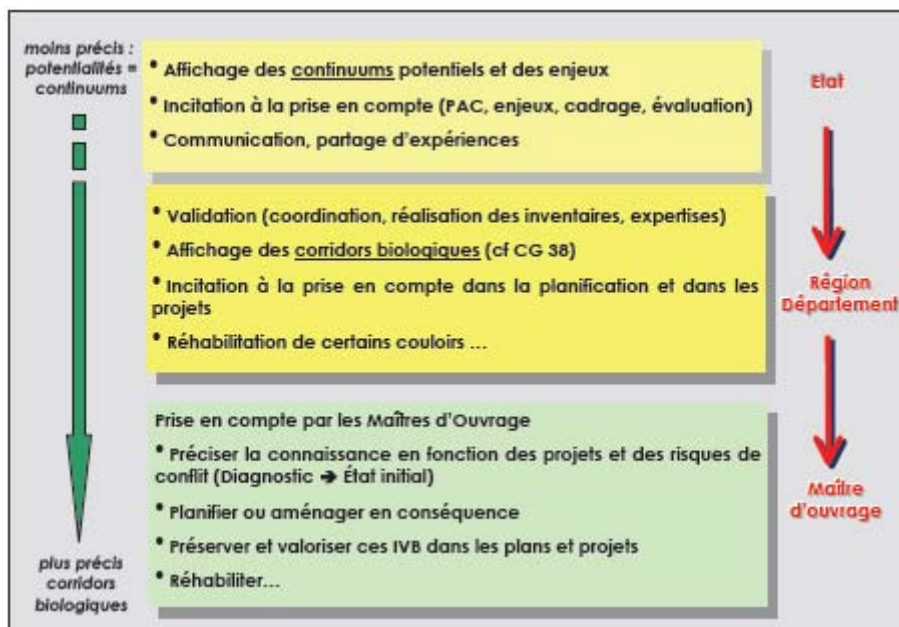 moins précis :
potentialités =
continuums
• Affichage des continuums potentiels et des enjeux
• Incitation à la prise en compte (PAC, enjeux, cadrage, évaluation)
• Communication, partage d'expériences
Etat
• Validation (coordination, réalisation des inventaires, expertises)
• Affichage des corridors biologiques (cf CG 38)
• Incitation à la prise en compte dans la planification et dans les
projets
• Réhabilitation de certains couloirs ...
Région
Département
Prise en compte par les Maîtres d'Ouvrage
• Préciser la connaissance en fonction des projets et des risques de
conflit (Diagnostic ➔ État initial)
• Planifier ou aménager en conséquence
• Préserver et valoriser ces IVB dans les plans et projets
• Réhabiliter...
Maître
d'ouvrage
plus précis
corridors
biologiques